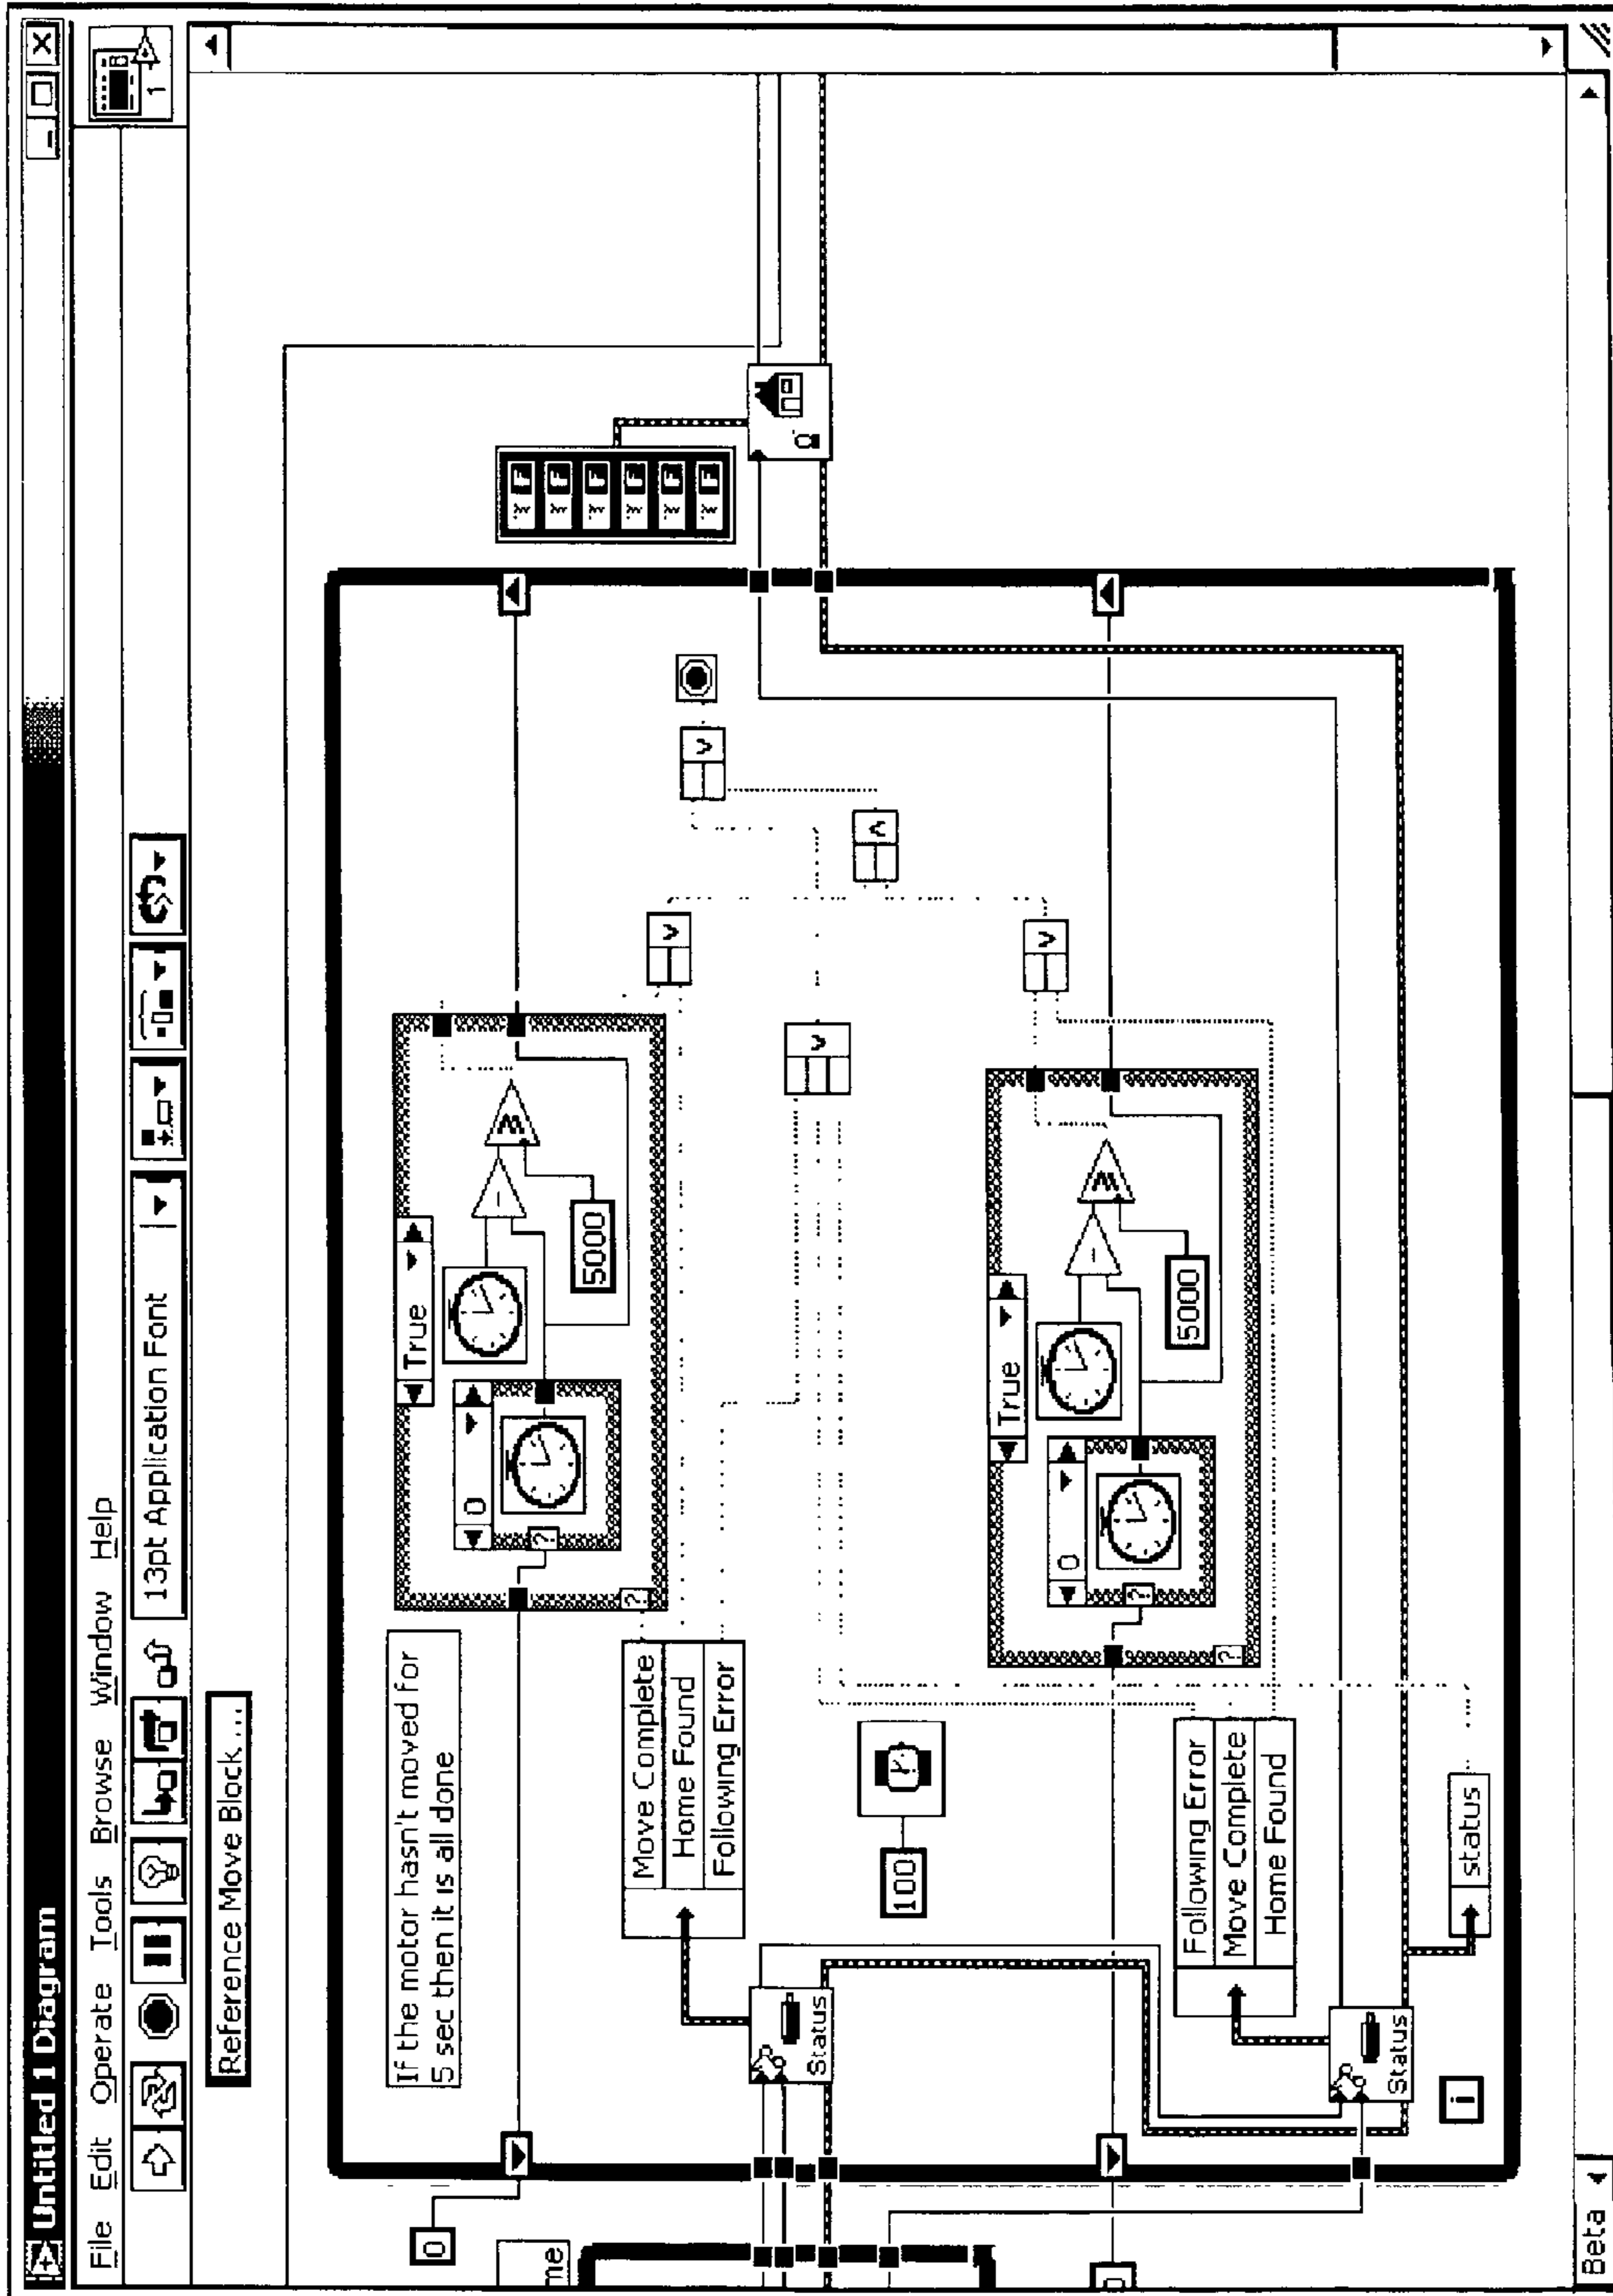 Untitled 1 Diagram
File Edit Operate Tools Browse Window Help
13pt Application Font
1
Reference Move Block....
0
me
If the motor hasn't moved for
5 sec then it is all done
True
0
?
?
5000
Move Complete
Home Found
Following Error
Status
100
True
0
?
?
5000
Following Error
Move Complete
Home Found
Status
status
i
F
F
F
F
F
F
Beta